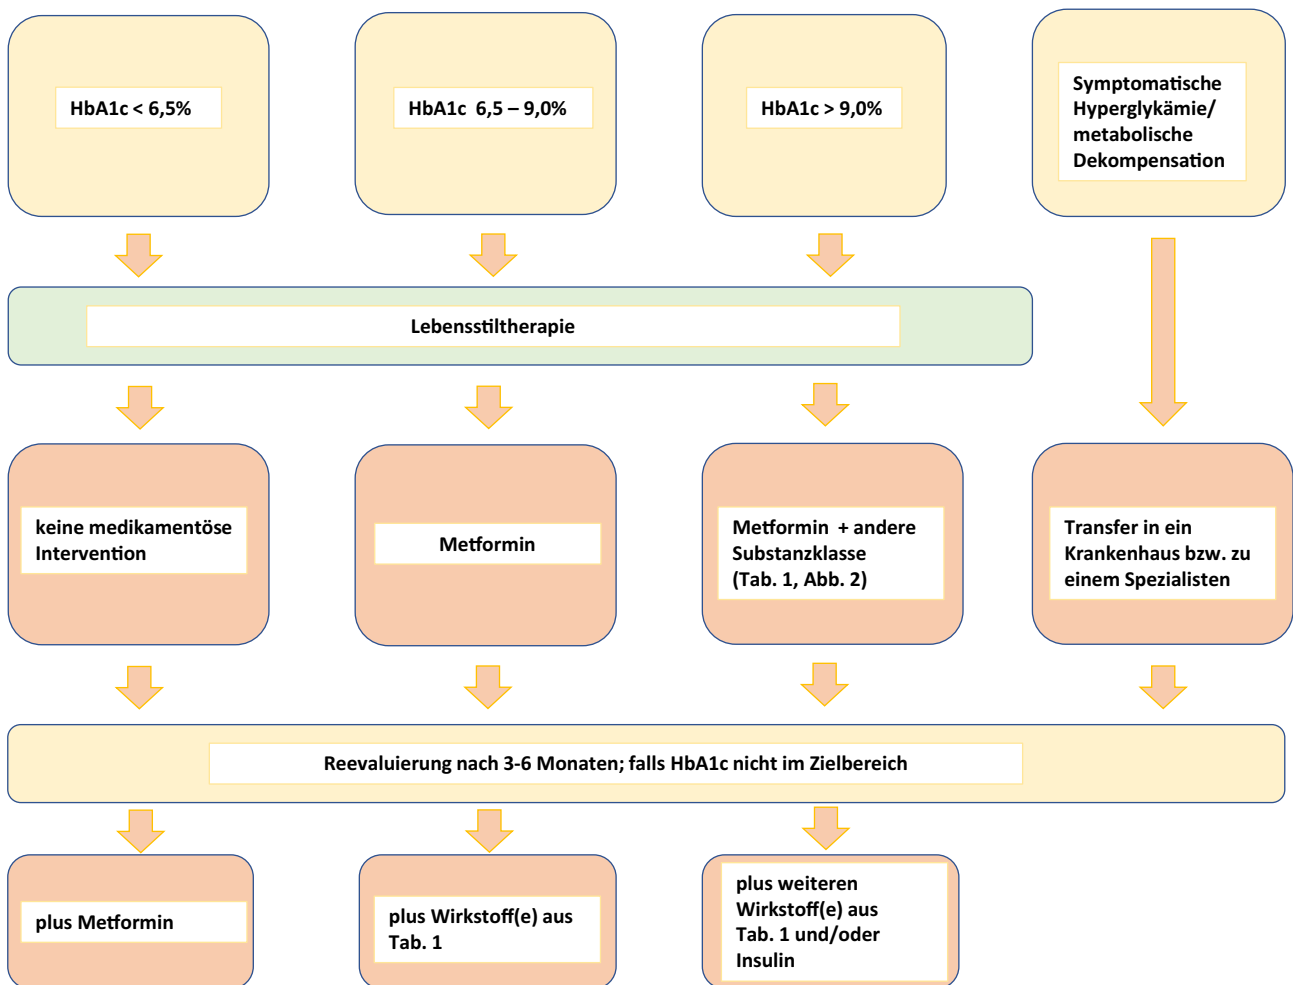 HbA1c < 6,5%
HbA1c  6,5 – 9,0%
HbA1c > 9,0%
Symptomatische
Hyperglykämie/
metabolische
Dekompensation
Lebensstiltherapie
keine medikamentöse
Intervention
Metformin
Metformin  + andere
Substanzklasse
(Tab. 1, Abb. 2)
Transfer in ein
Krankenhaus bzw. zu
einem Spezialisten
Reevaluierung nach 3-6 Monaten; falls HbA1c nicht im Zielbereich
plus Metformin
plus Wirkstoff(e) aus
Tab. 1
plus weiteren
Wirkstoff(e) aus
Tab. 1 und/oder
Insulin